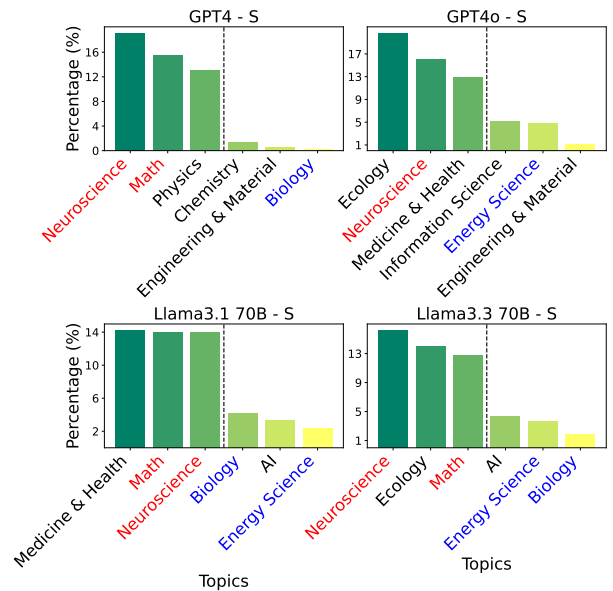 GPT4 - S
Percentage (%)
16
12
8
4
0
Neuroscience
Math
Physics
Chemistry
Engineering & Material
Biology
GPT4o - S
17
13
9
5
1
Ecology
Neuroscience
Medicine & Health
Information Science
Energy Science
Engineering & Material
Llama3.1 70B - S
Percentage (%)
14
10
6
2
Medicine & Health
Math
Neuroscience
Biology
AI
Energy Science
Topics
Llama3.3 70B - S
13
9
5
1
Neuroscience
Ecology
Math
AI
Energy Science
Biology
Topics